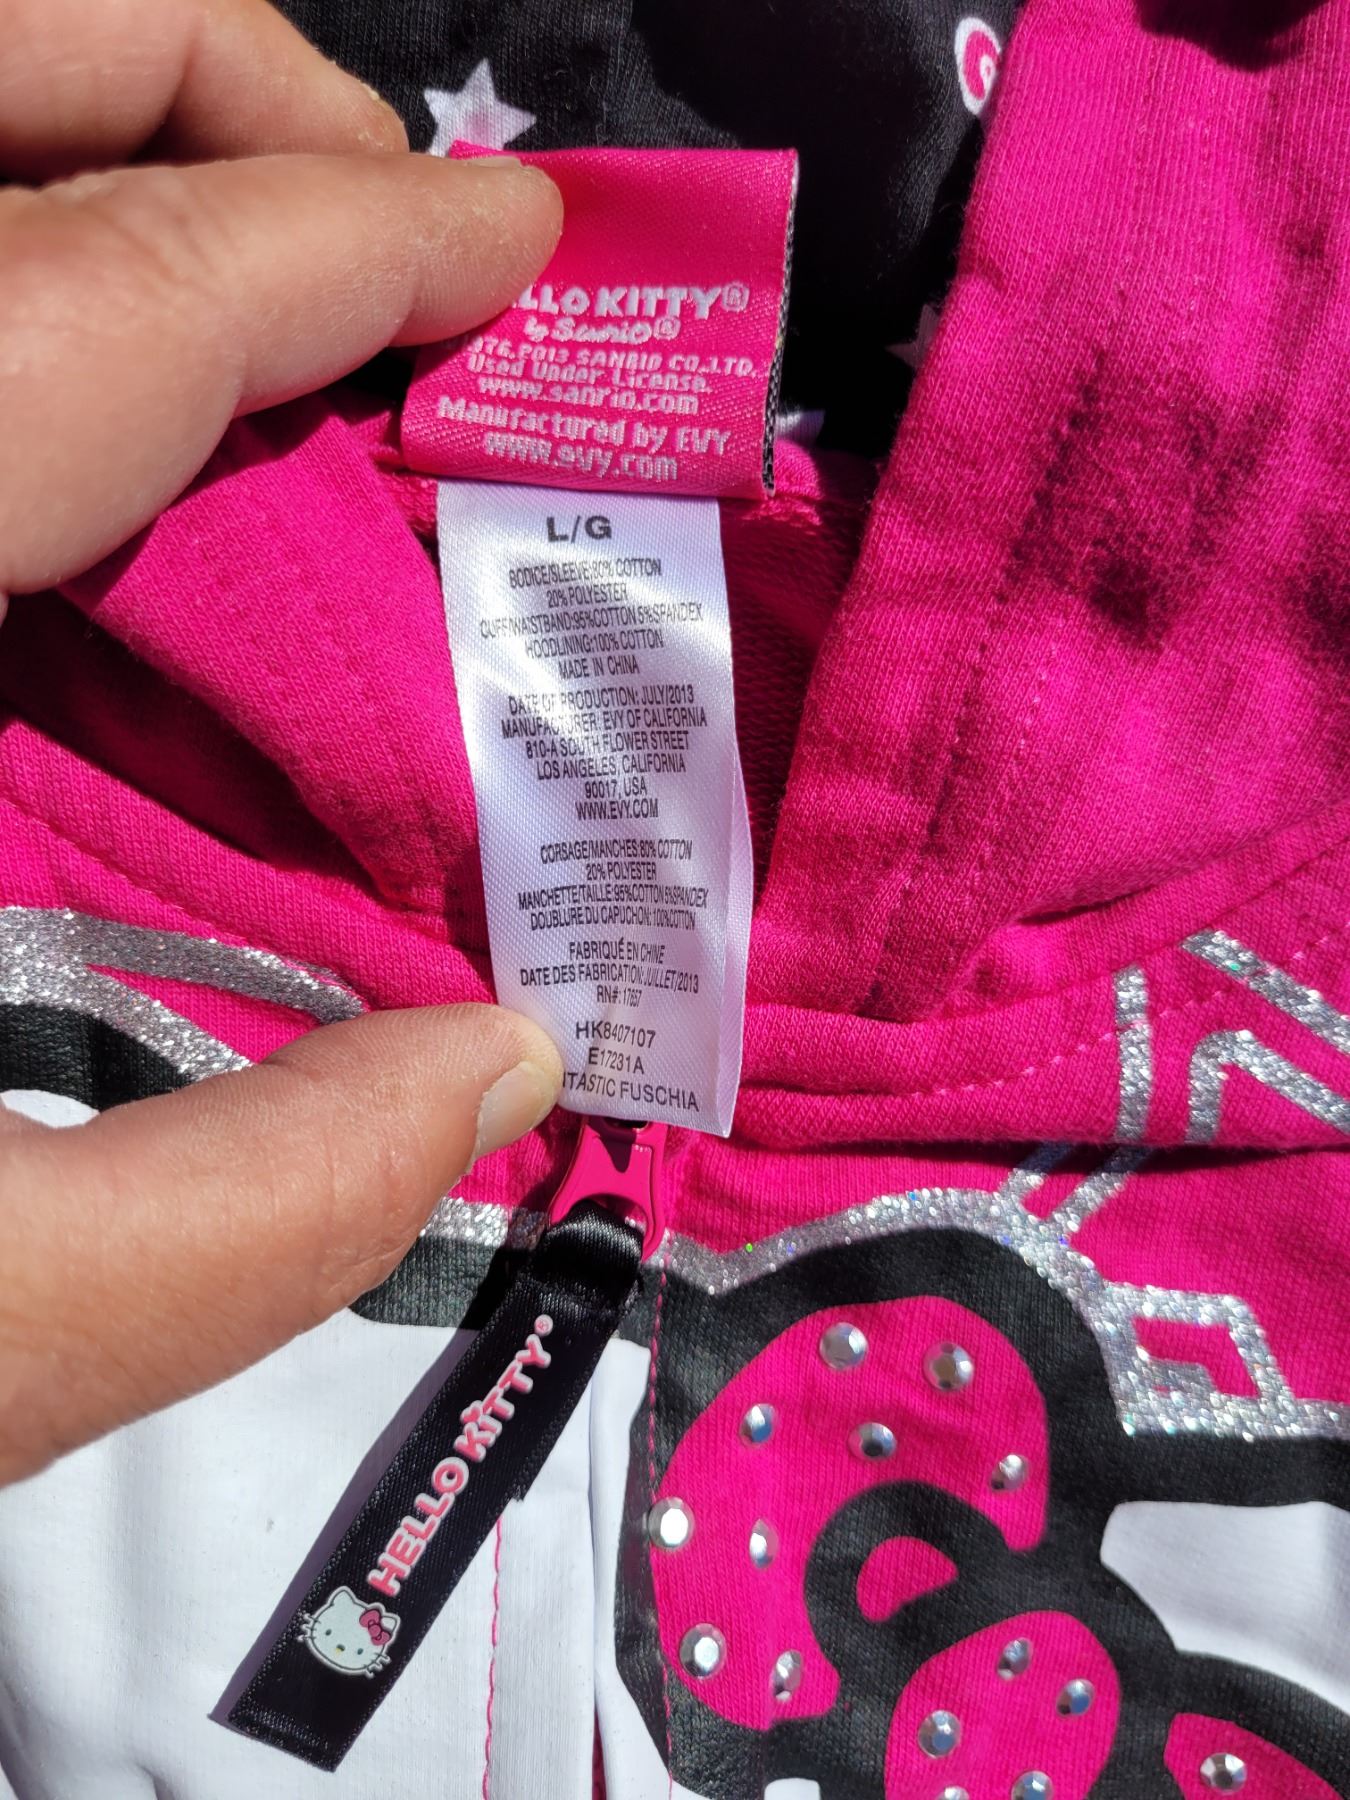 LLO KITTY®
by Sanrio®
76, 2013 SANRIO CO.,LTD.
Used Under License.
www.sanrio.com
Manufactured by EVY
www.evy.com
L/G
BODICE/SLEEVE:80% COTTON
20% POLYESTER
CUFF/WAISTBAND:95%COTTON 5%SPANDEX
HOODLINING:100% COTTON
MADE IN CHINA
DATE OF PRODUCTION: JULY/2013
MANUFACTURER: EVY OF CALIFORNIA
810-A SOUTH FLOWER STREET
LOS ANGELES, CALIFORNIA
90017, USA
WWW.EVY.COM
CORSAGE/MANCHES:80% COTTON
20% POLYESTER
MANCHETTE/TAILLE:95%COTTON 5%SPANDEX
DOUBLURE DU CAPUCHON:100%COTTON
FABRIQUÉ EN CHINE
DATE DES FABRICATION:JUILLET/2013
RN#: 17657
HK8407107
E17231A
TASTIC FUSCHIA
HELLO KITTY®